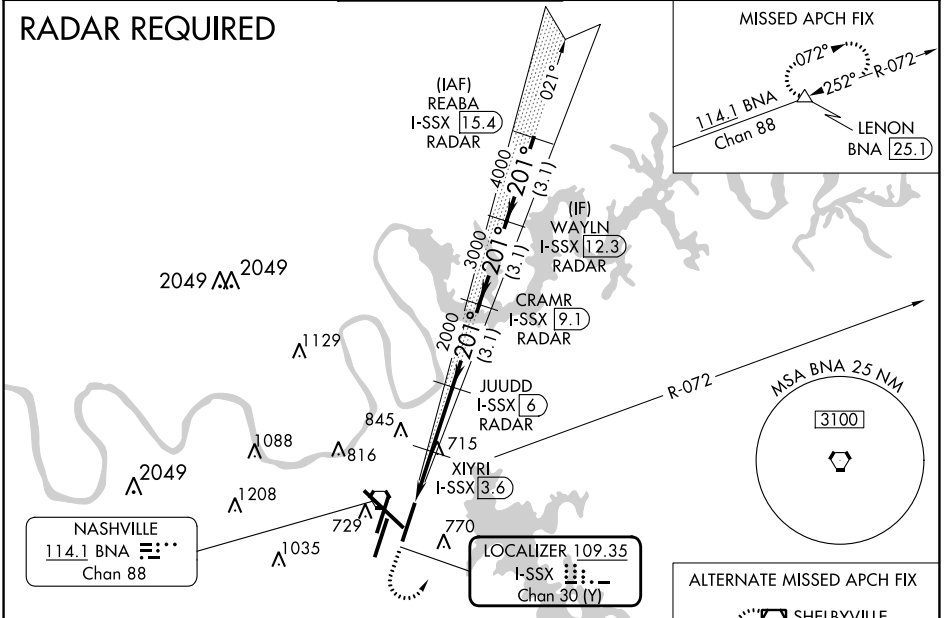 RADAR REQUIRED
MISSED APCH FIX
072°
252°
R-072
114.1 BNA
Chan 88
LENON
BNA 25.1
(IAF)
REABA
I-SSX 15.4
RADAR
021°
4000
201°
(3.1)
(IF)
WAYLN
I-SSX 12.3
RADAR
3000
201°
(3.1)
CRAMR
I-SSX 9.1
RADAR
2000
201°
(3.1)
JUUDD
I-SSX 6
RADAR
XIYRI
I-SSX 3.6
R-072
2049
2049
1129
845
715
1088
816
2049
1208
729
770
1035
MSA BNA 25 NM
3100
NASHVILLE
114.1 BNA
Chan 88
LOCALIZER 109.35
I-SSX
Chan 30 (Y)
ALTERNATE MISSED APCH FIX
SHELBYVILLE